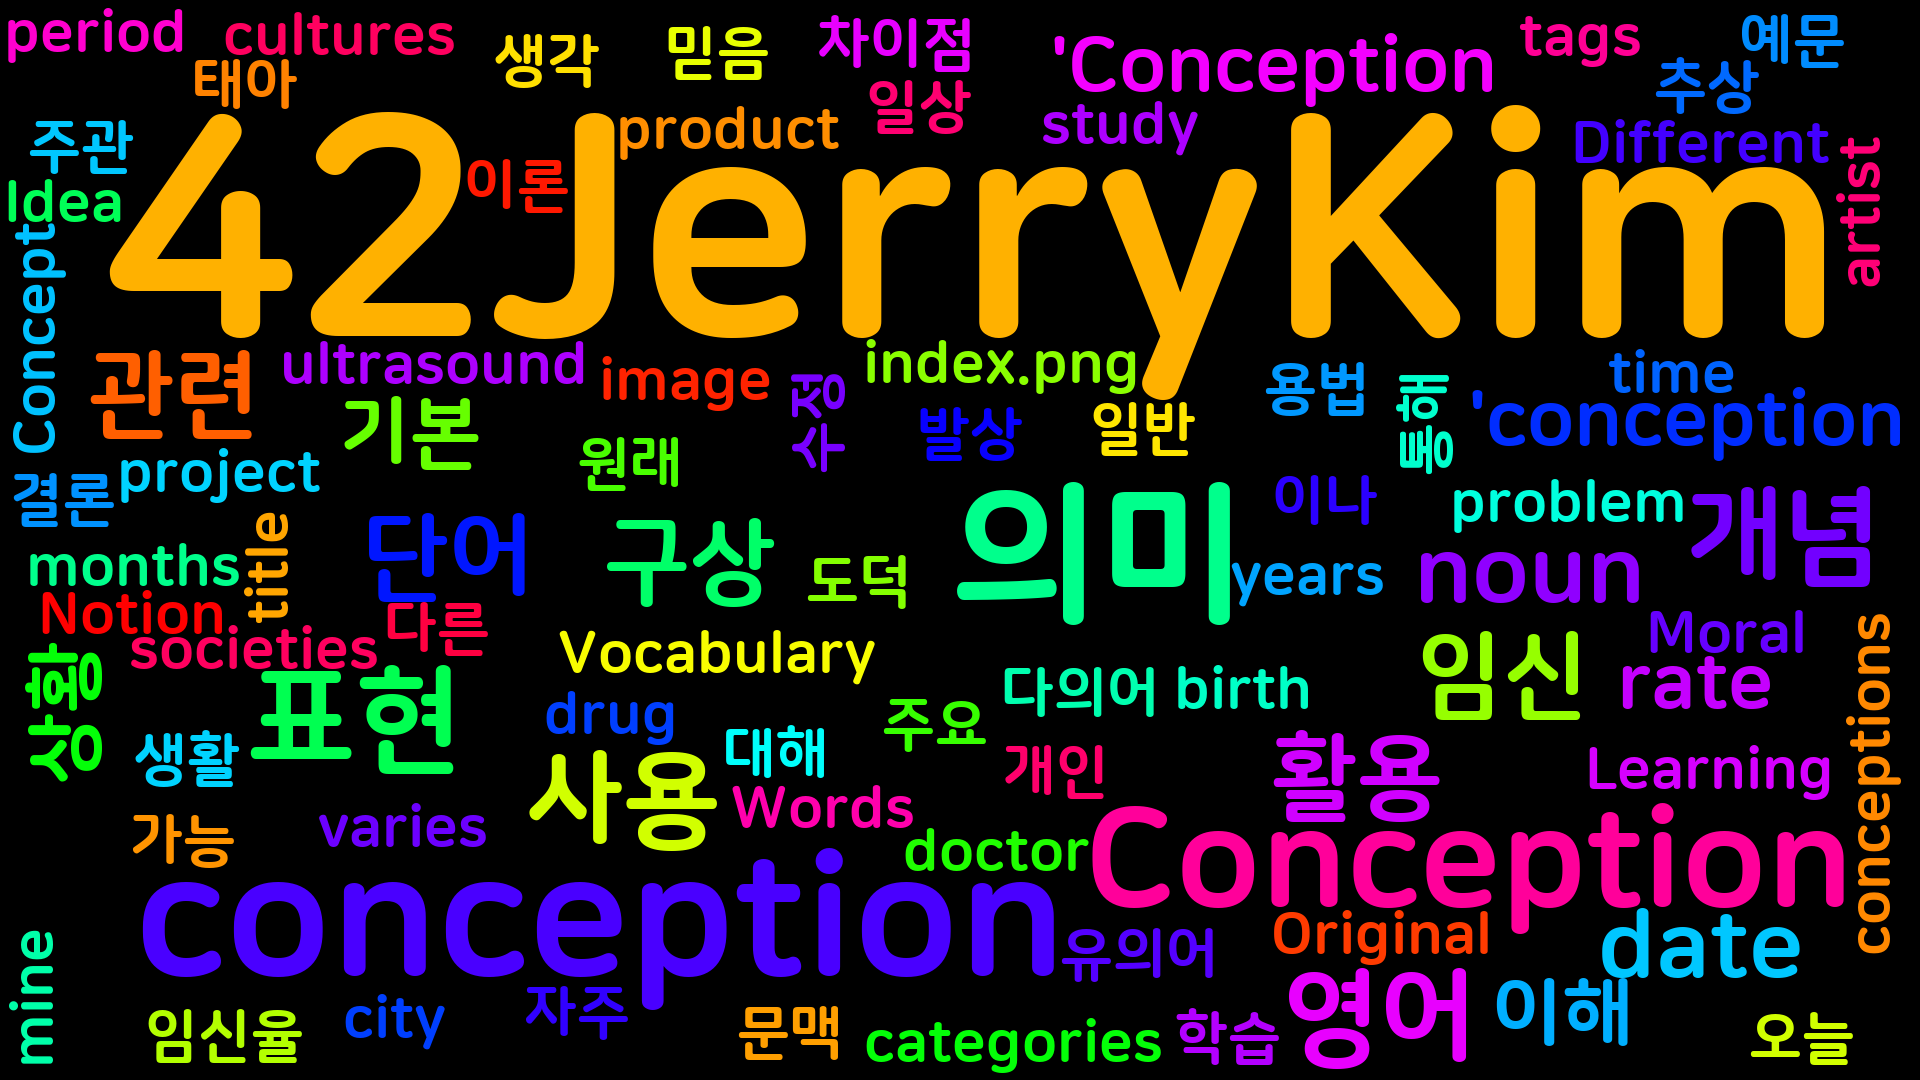 period
cultures
생각
믿음
차이점
'Conception
tags
예문
태아
일상
추상
주관
product
study
Different
42JerryKim
이론
artist
Idea
Concept
관련
ultrasound
image
수정
index.png
용법
통해
time
기본
원래
발상
일반
'conception
결론
project
이나
problem
개념
단어
구상
의미
title
months
도덕
years
noun
Notion
societies
다른
Vocabulary
임신
Moral
상황
표현
drug
다의어
birth
rate
conceptions
생활
사용
대해
주요
개인
활용
Learning
가능
varies
Words
doctor
Conception
conception
유의어
Original
date
mine
임신율
city
자주
문맥
categories
학습
영어
이해
오늘